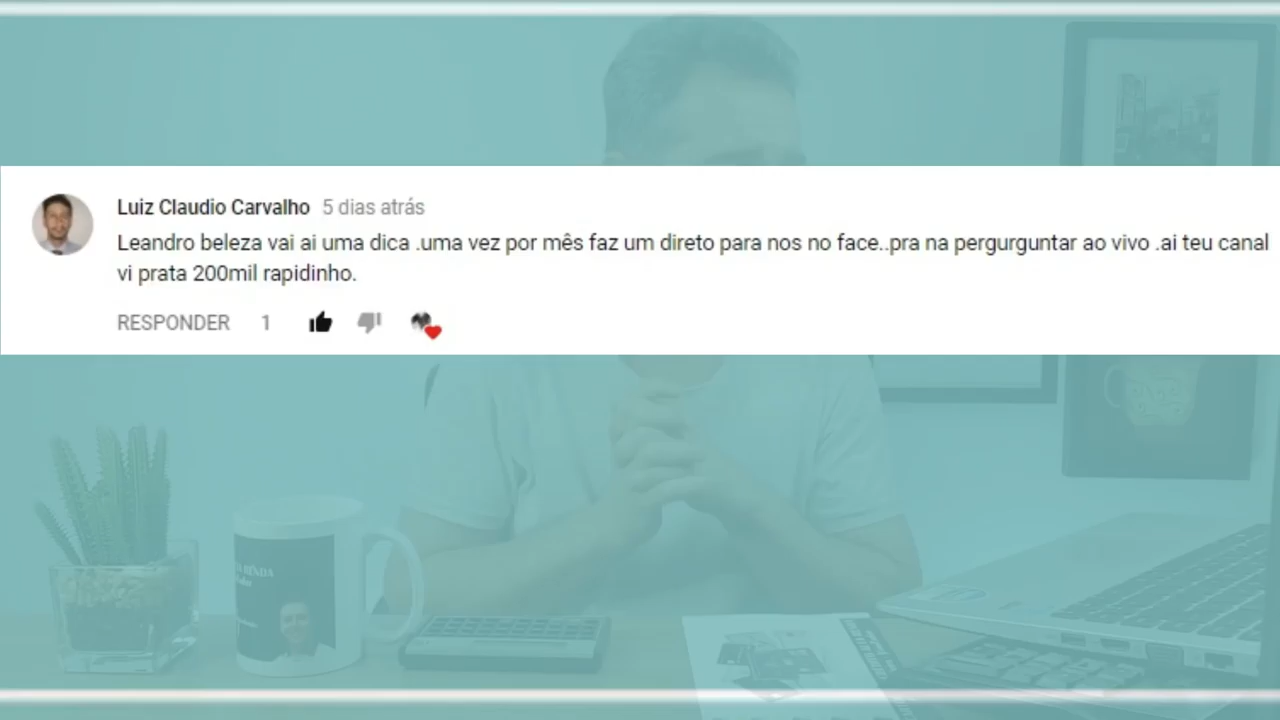 Luiz Claudio Carvalho 5 dias atrás
Leandro beleza vai ai uma dica .uma vez por mês faz um direto para nos no face..pra na pergurguntar ao vivo .ai teu canal
vi prata 200mil rapidinho.
RESPONDER 1